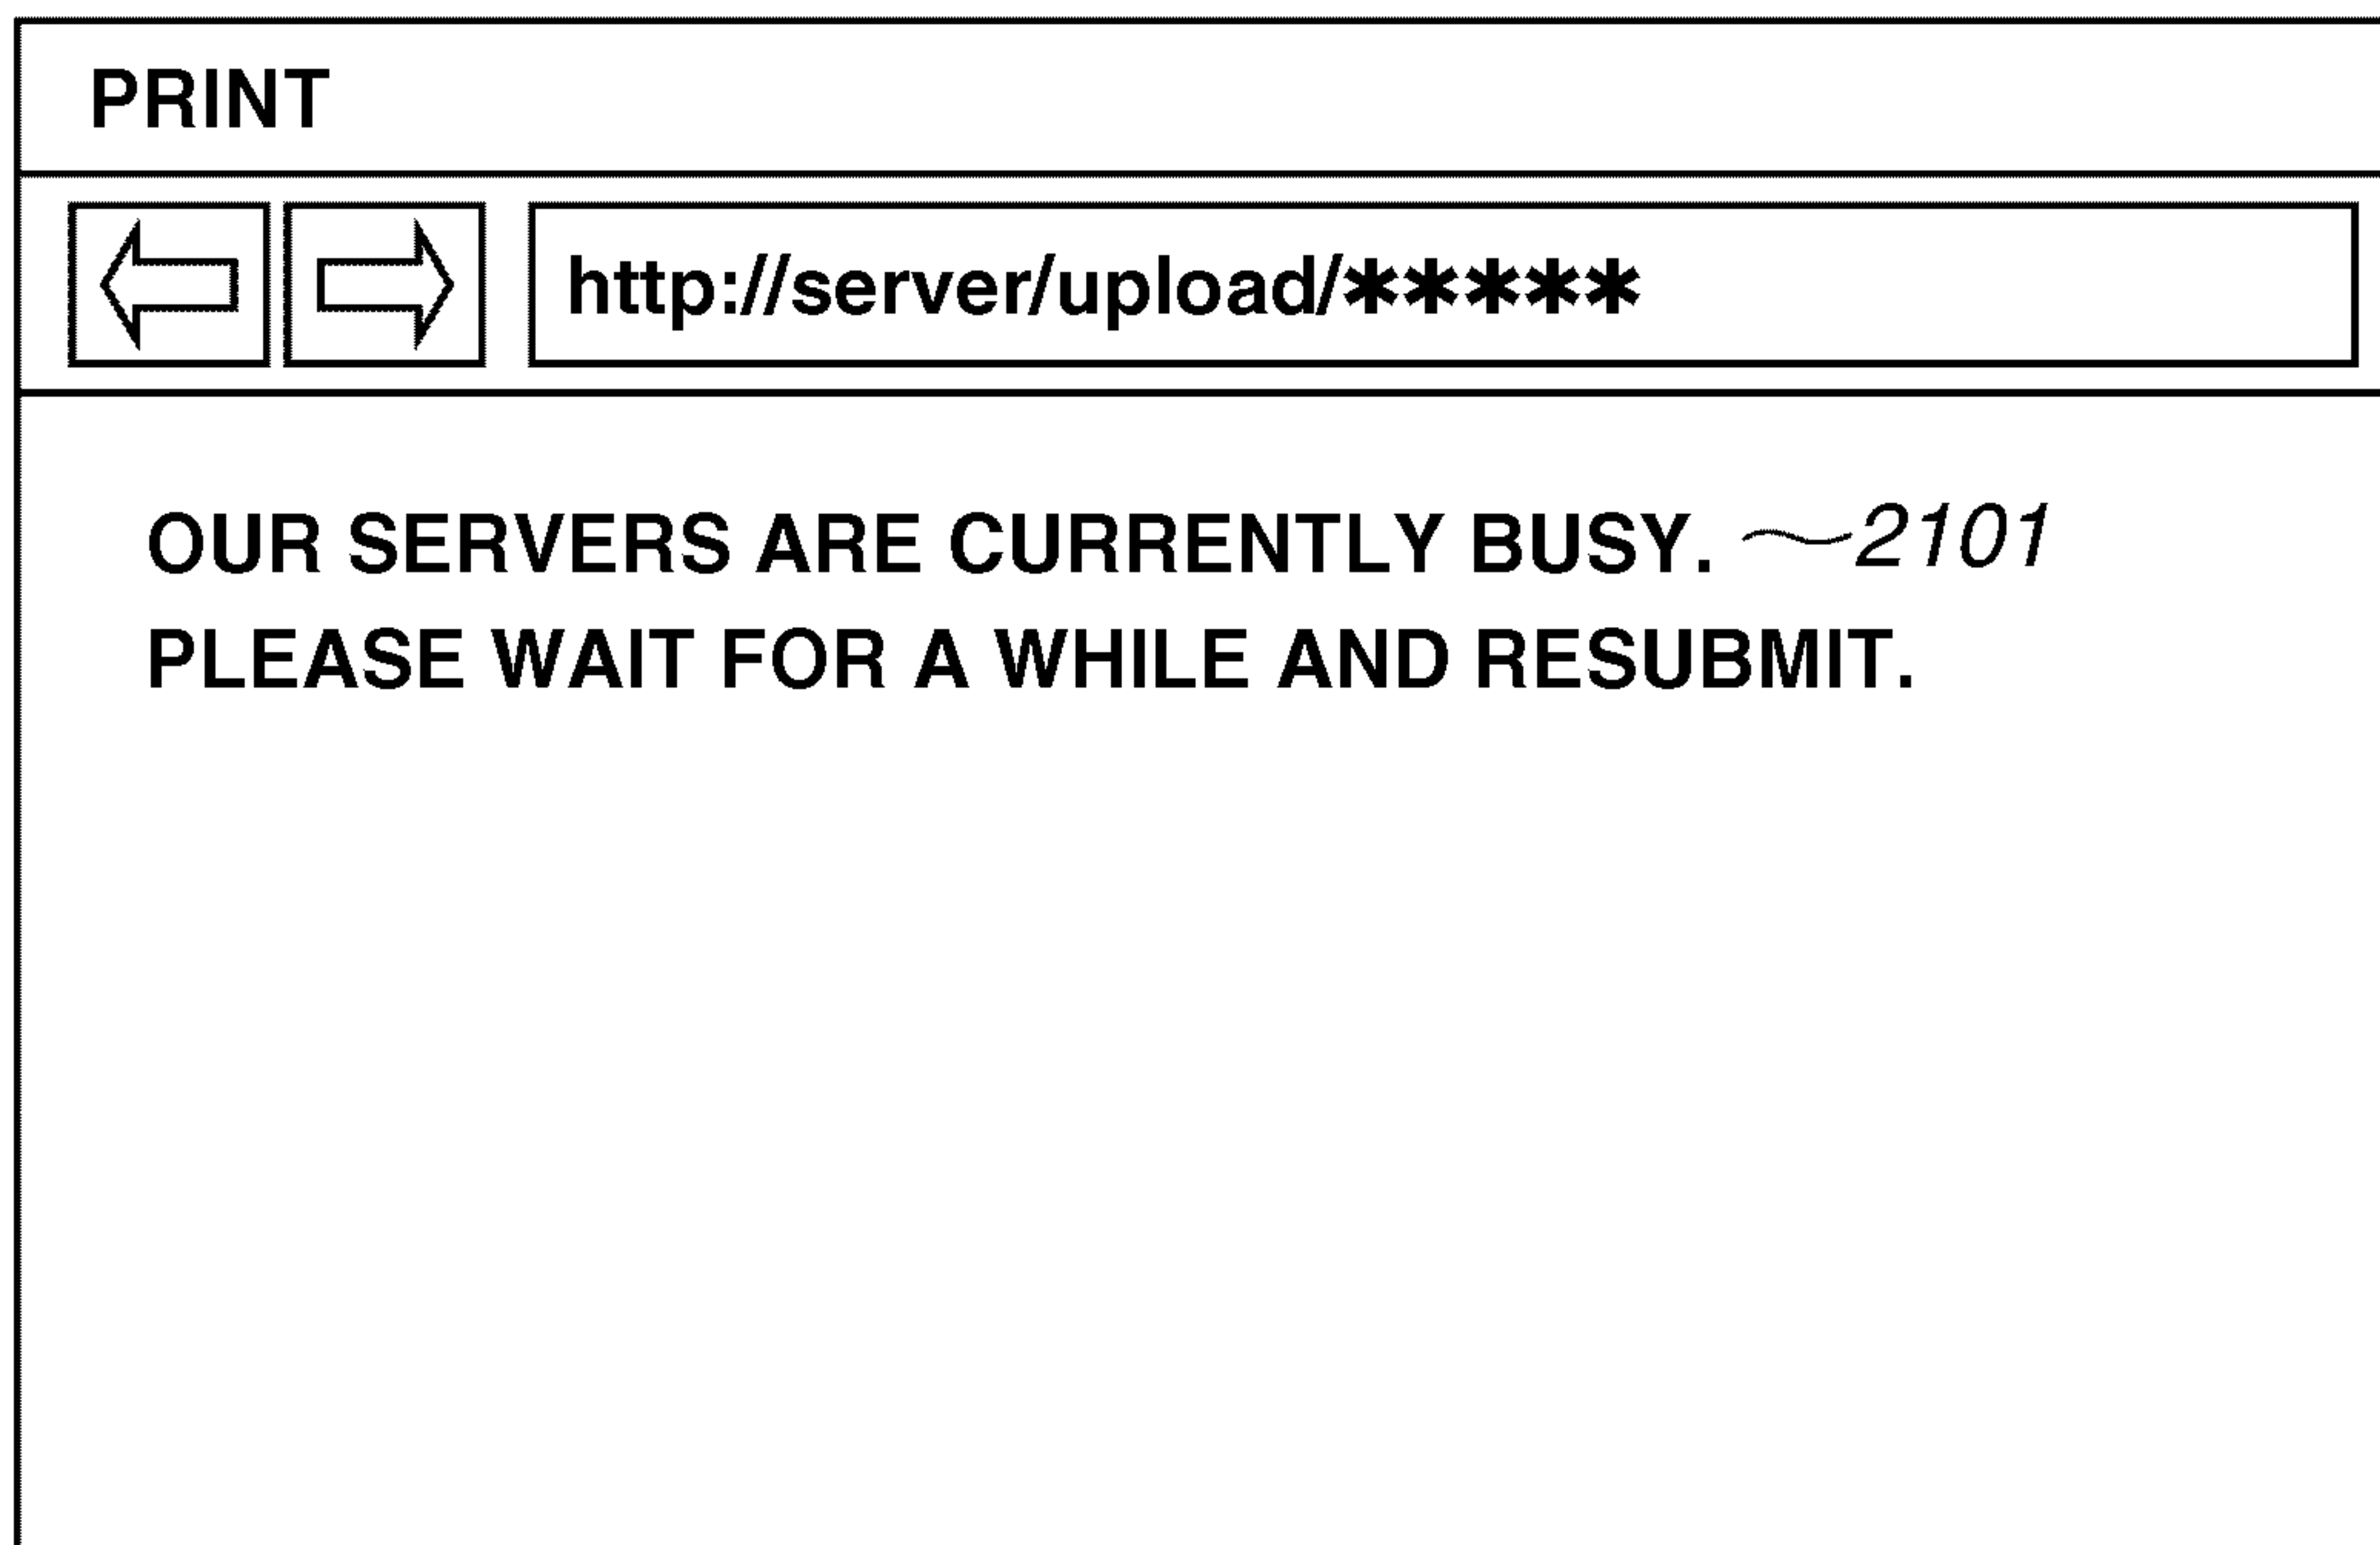 PRINT
http://server/upload/*****
OUR SERVERS ARE CURRENTLY BUSY. 2101
PLEASE WAIT FOR A WHILE AND RESUBMIT.